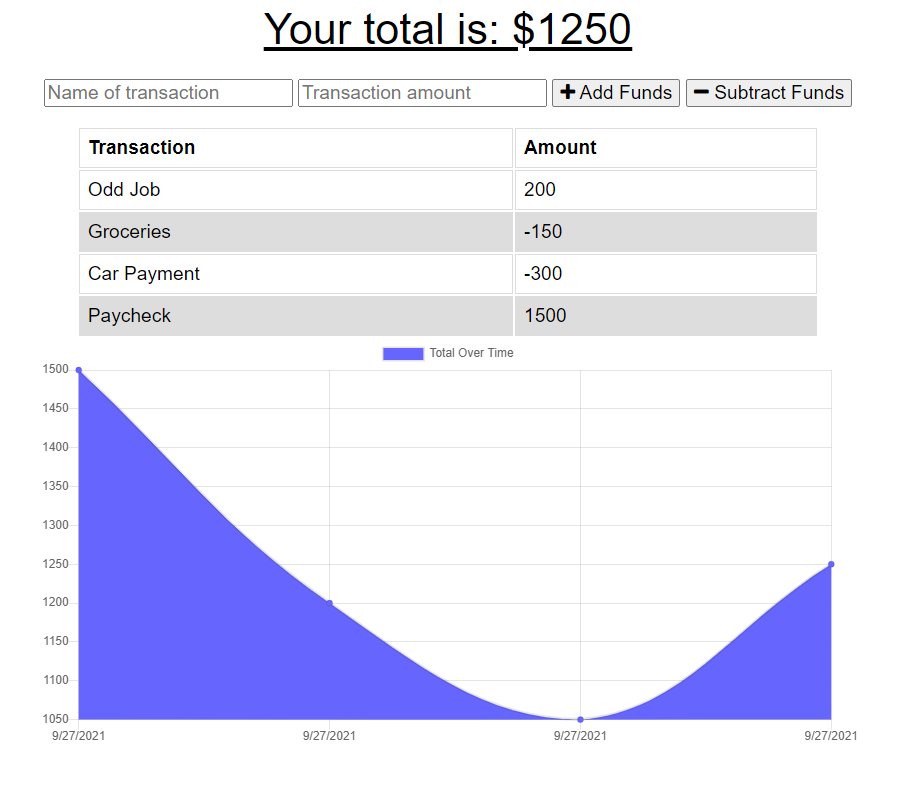 Your total is: $1250
Name of transaction Transaction amount Add Funds Subtract Funds
Transaction Amount
Odd Job 200
Groceries -150
Car Payment -300
Paycheck 1500
Total Over Time
1500
1450
1400
1350
1300
1250
1200
1150
1100
1050
9/27/2021 9/27/2021 9/27/2021 9/27/2021